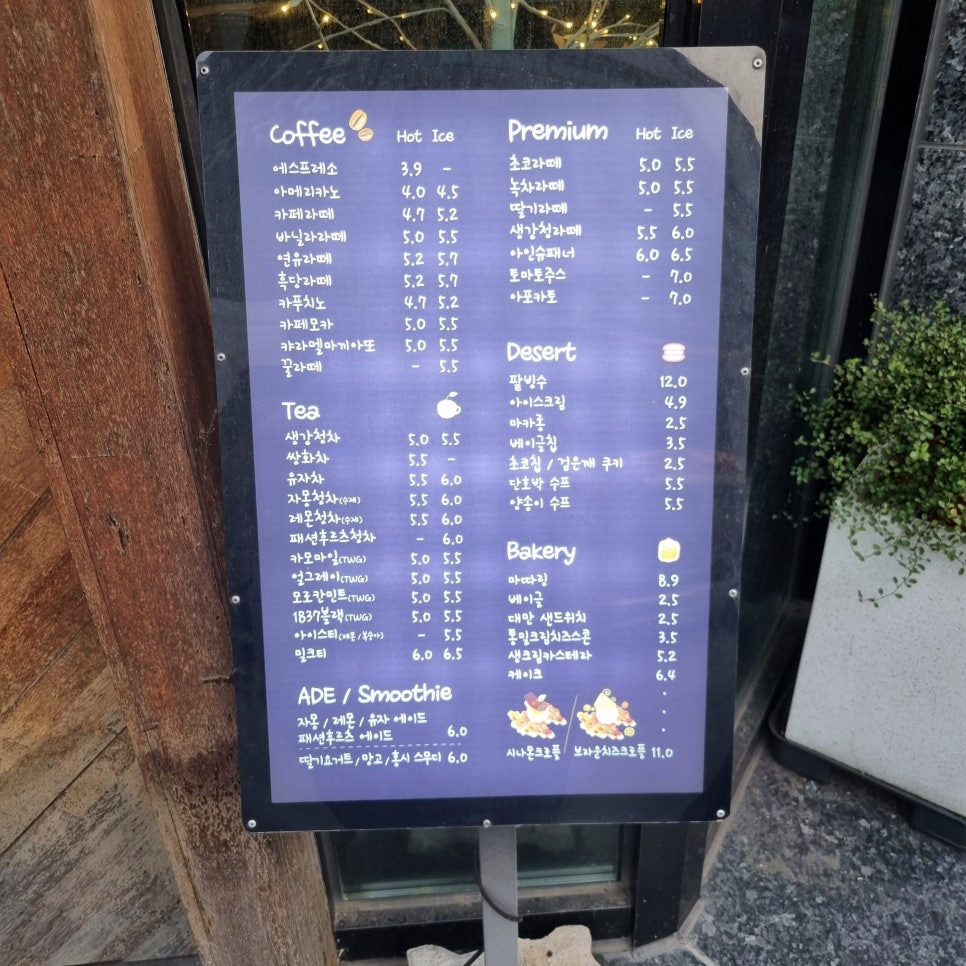 Coffee Hot Ice
에스프레소 3.9 -
아메리카노 4.0 4.5
카페라떼 4.7 5.2
바닐라라떼 5.0 5.5
연유라떼 5.2 5.7
흑당라떼 5.2 5.7
카푸치노 4.7 5.2
카페모카 5.0 5.5
캬라멜마끼아또 5.0 5.5
꿀라떼 - 5.5
Tea
생강청차 5.0 5.5
쌍화차 5.5 -
유자차 5.5 6.0
자몽청차(수제) 5.5 6.0
레몬청차(수제) 5.5 6.0
패션후르츠청차 - 6.0
카모마일(TWG) 5.0 5.5
얼그레이(TWG) 5.0 5.5
모로칸민트(TWG) 5.0 5.5
1837블랙(TWG) 5.0 5.5
아이스티(레몬/복숭아) - 5.5
밀크티 6.0 6.5
ADE / Smoothie
자몽 / 레몬 / 유자 에이드
패션후르츠 에이드 6.0
딸기요거트 / 망고 / 홍시 스무디 6.0
Premium Hot Ice
초코라떼 5.0 5.5
녹차라떼 5.0 5.5
딸기라떼 - 5.5
생강청라떼 5.5 6.0
아인슈패너 6.0 6.5
토마토주스 - 7.0
아포카토 - 7.0
Desert
팥빙수 12.0
아이스크림 4.9
마카롱 2.5
베이글칩 3.5
초코칩 / 검은깨 쿠키 2.5
단호박 수프 5.5
양송이 수프 5.5
Bakery
마따링 8.9
베이글 2.5
대만 샌드위치 2.5
통밀크림치즈스콘 3.5
생크림카스테라 5.2
케이크 6.4
시나몬크로플 / 브라운치즈크로플 11.0